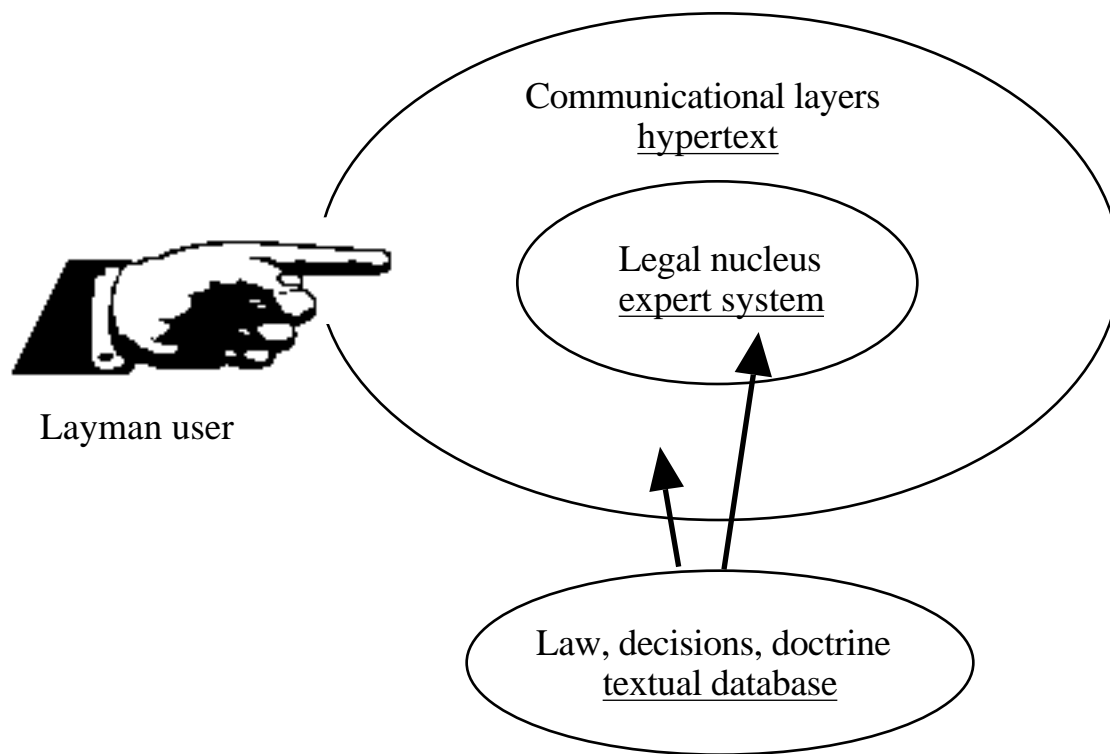 Communicational layers
hypertext
Legal nucleus
expert system
Layman user
Law, decisions, doctrine
textual database